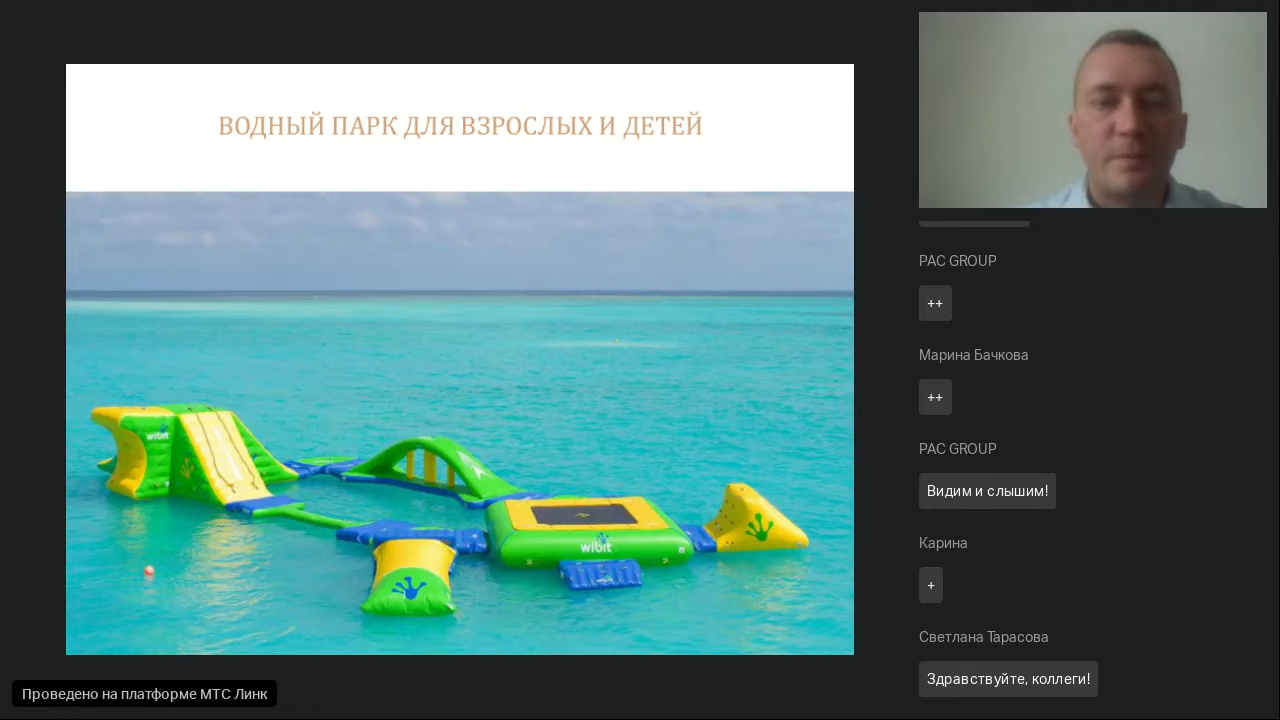 ВОДНЫЙ ПАРК ДЛЯ ВЗРОСЛЫХ И ДЕТЕЙ
wibit
wibit
Проведено на платформе МТС Линк
PAC GROUP
++
Марина Бачкова
++
PAC GROUP
Видим и слышим!
Карина
+
Светлана Тарасова
Здравствуйте, коллеги!